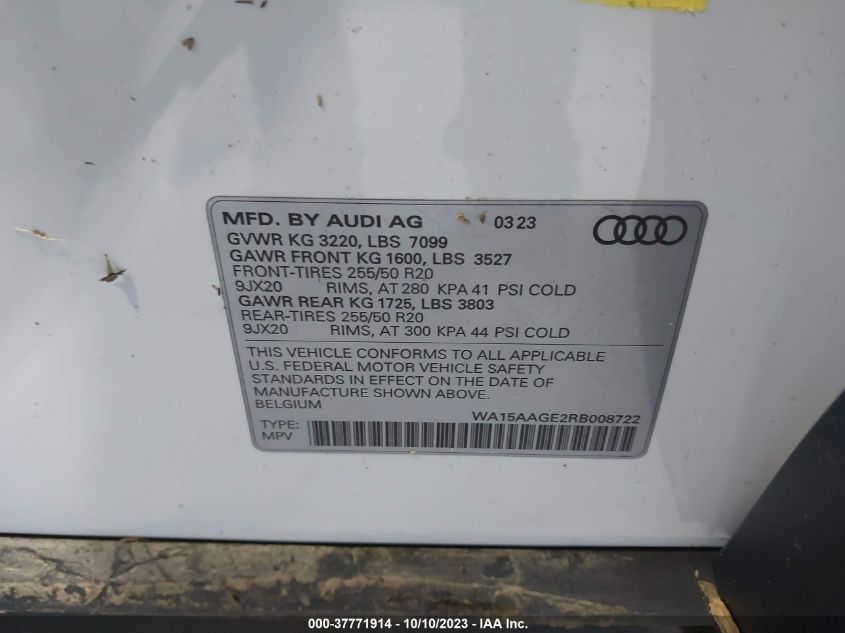 MFD. BY AUDI AG 03 23
GVWR KG 3220, LBS 7099
GAWR FRONT KG 1600, LBS 3527
FRONT-TIRES 255/50 R20
9JX20 RIMS, AT 280 KPA 41 PSI COLD
GAWR REAR KG 1725, LBS 3803
REAR-TIRES 255/50 R20
9JX20 RIMS, AT 300 KPA 44 PSI COLD
THIS VEHICLE CONFORMS TO ALL APPLICABLE
U.S. FEDERAL MOTOR VEHICLE SAFETY
STANDARDS IN EFFECT ON THE DATE OF
MANUFACTURE SHOWN ABOVE.
BELGIUM
WA15AAGE2RB008722
TYPE:
MPV
000-37771914 - 10/10/2023 - Copyright © 2023, IAA.